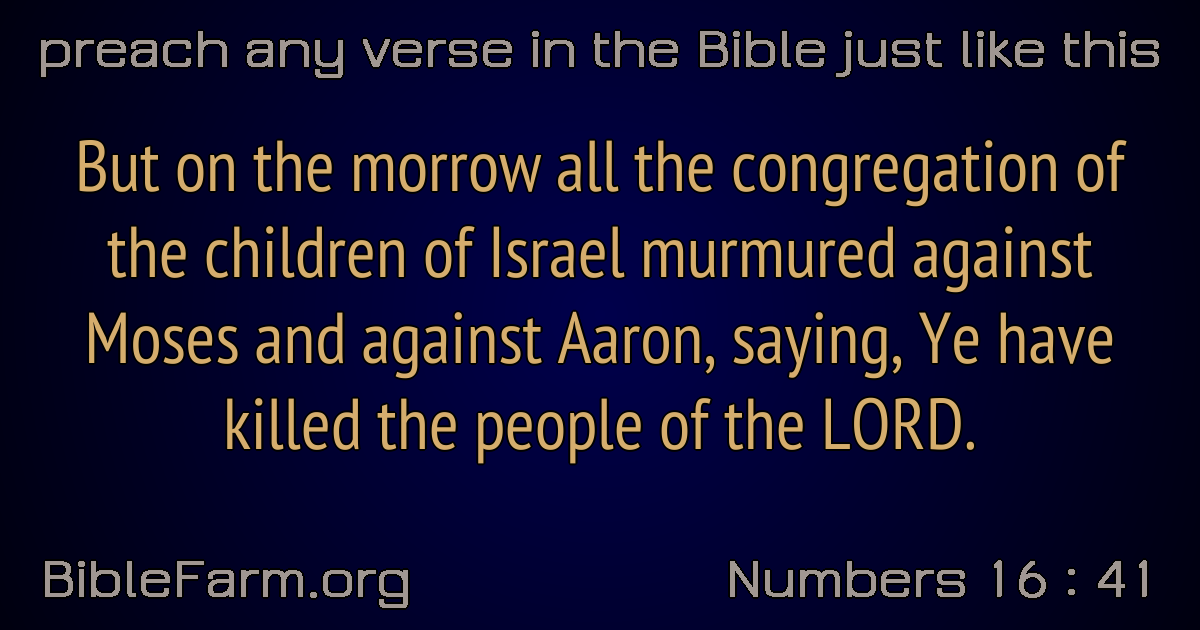 preach any verse in the Bible just like this
But on the morrow all the congregation of
the children of Israel murmured against
Moses and against Aaron, saying, Ye have
killed the people of the LORD.
BibleFarm.org
Numbers 16 : 41